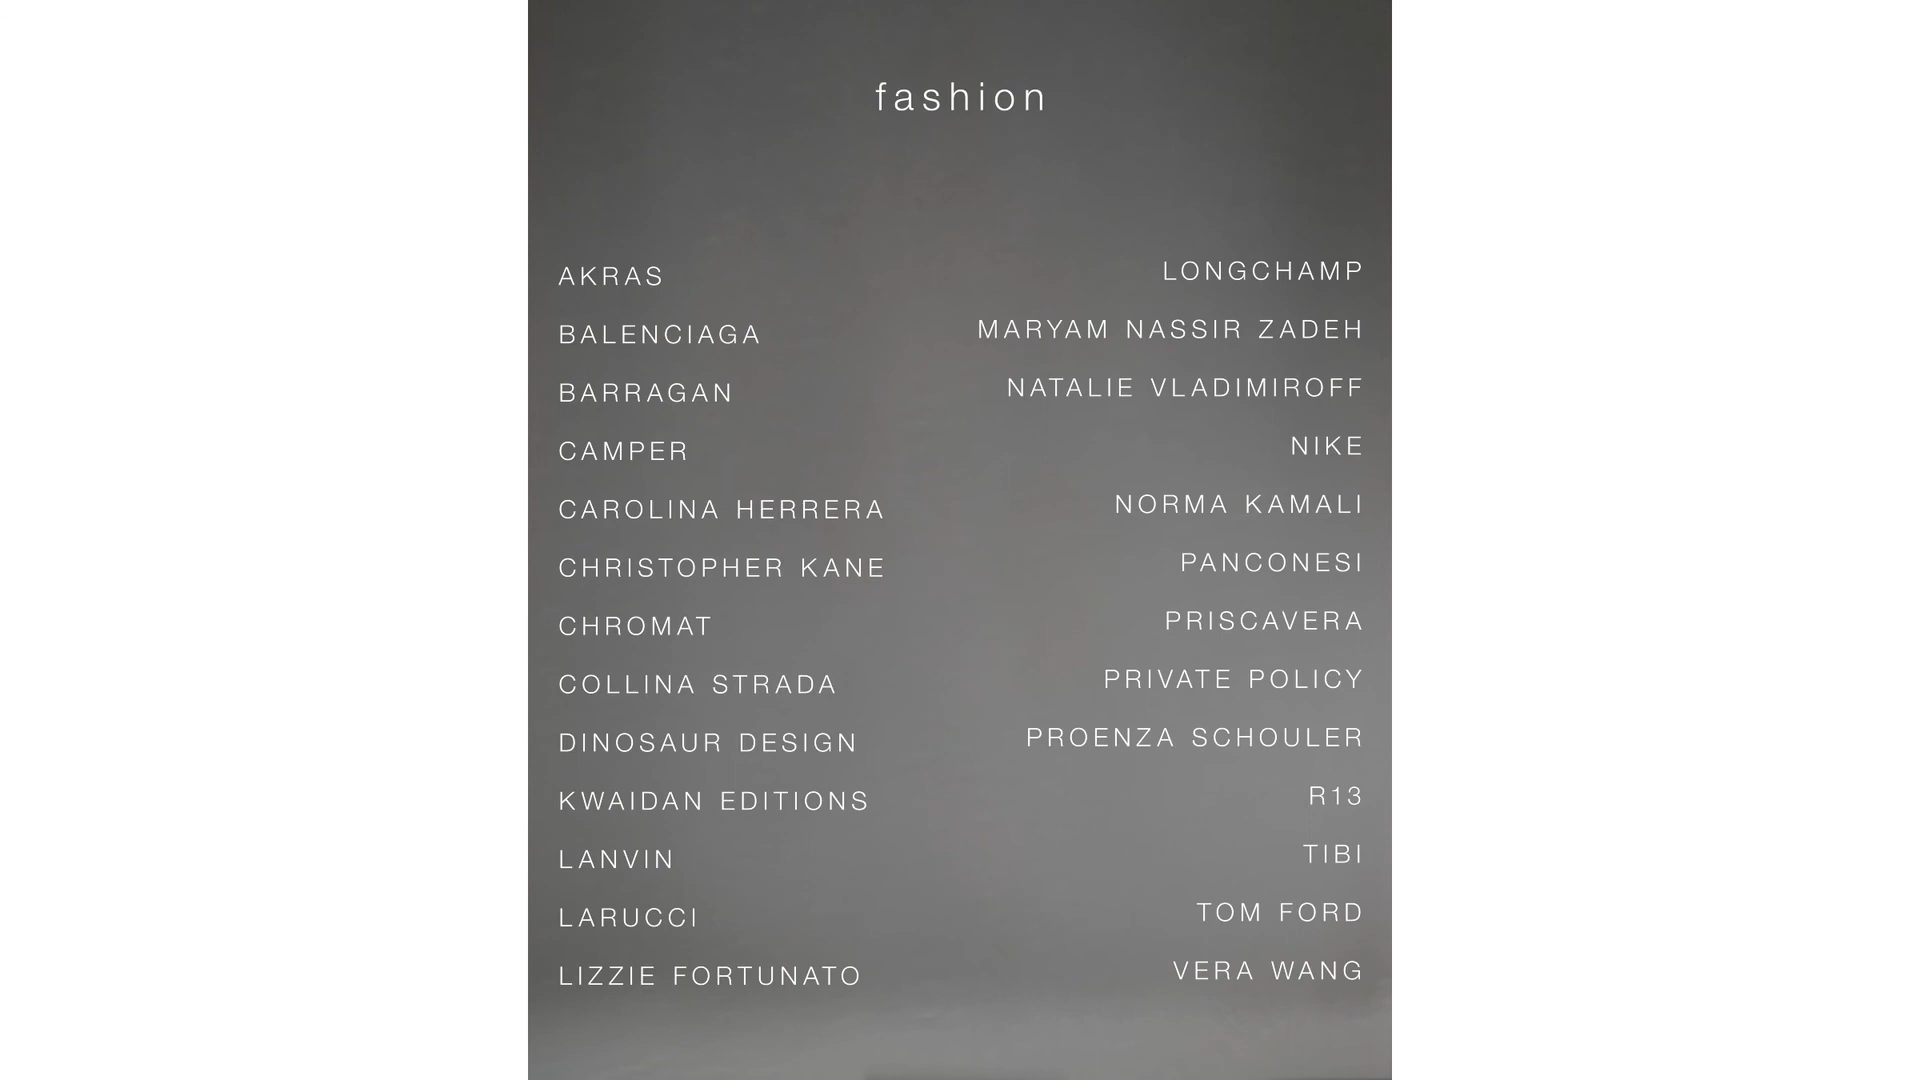 fashion
AKRAS
BALENCIAGA
BARRAGAN
CAMPER
CAROLINA HERRERA
CHRISTOPHER KANE
CHROMAT
COLLINA STRADA
DINOSAUR DESIGN
KWAIDAN EDITIONS
LANVIN
LARUCCI
LIZZIE FORTUNATO
LONGCHAMP
MARYAM NASSIR ZADEH
NATALIE VLADIMIROFF
NIKE
NORMA KAMALI
PANCONESI
PRISCAVERA
PRIVATE POLICY
PROENZA SCHOULER
R13
TIBI
TOM FORD
VERA WANG